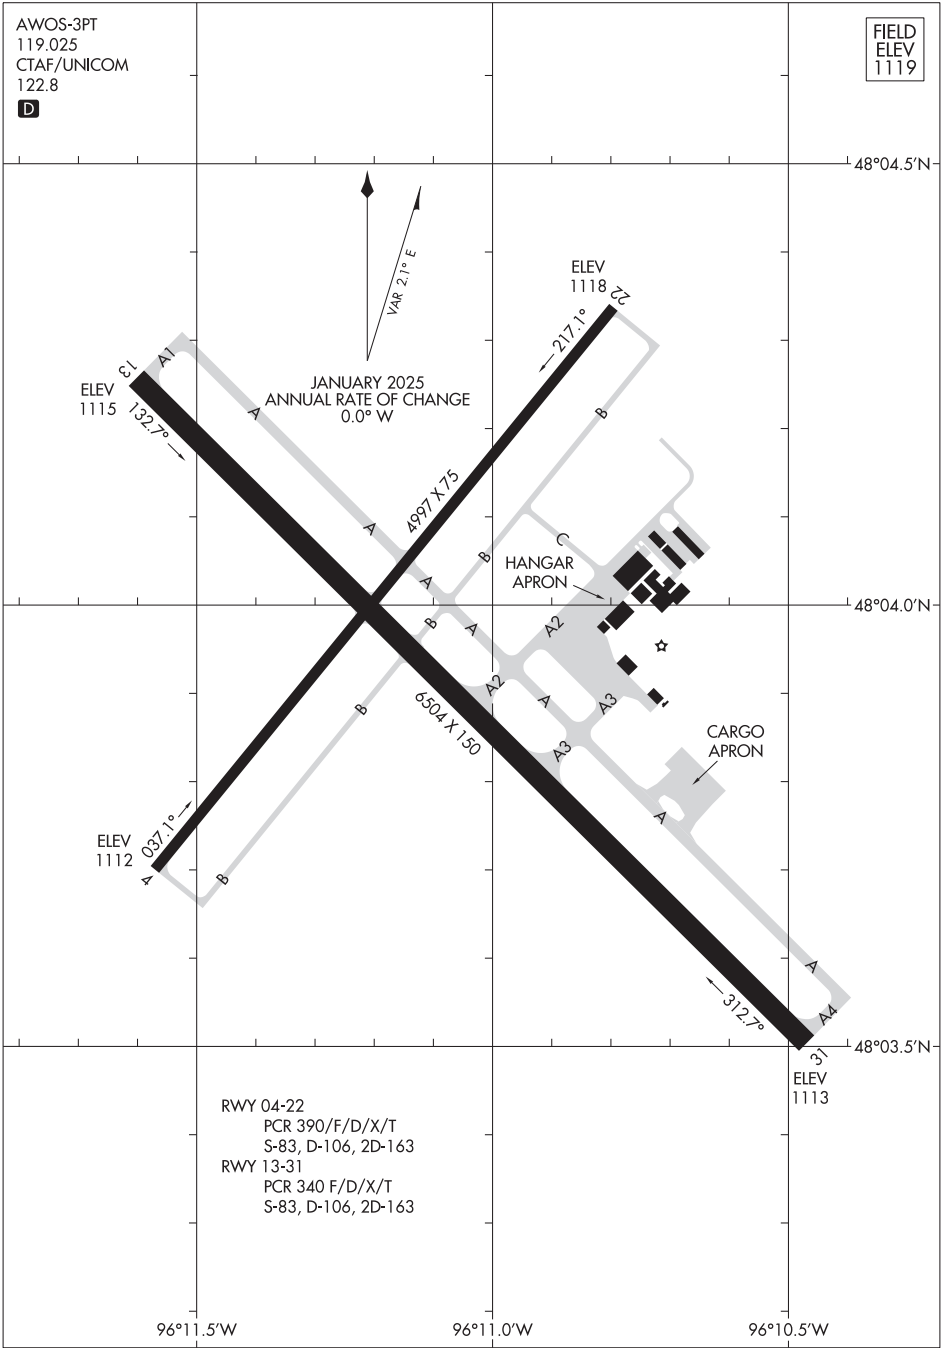 AWOS-3PT
119.025
CTAF/UNICOM
122.8
D
FIELD
ELEV
1119
48°04.5'N
VAR 2.1° E
JANUARY 2025
ANNUAL RATE OF CHANGE
0.0° W
ELEV
1118
22
217.1°
13
A1
ELEV
1115
132.7°
A
B
4997 X 75
A
B
C
HANGAR
APRON
A
48°04.0'N
B
A
A2
A2
B
A
A3
6504 X 150
A3
CARGO
APRON
A
037.1°
ELEV
1112
4
B
A
312.7°
A4
31
48°03.5'N
ELEV
1113
RWY 04-22
PCR 390/F/D/X/T
S-83, D-106, 2D-163
RWY 13-31
PCR 340 F/D/X/T
S-83, D-106, 2D-163
96°11.5'W
96°11.0'W
96°10.5'W